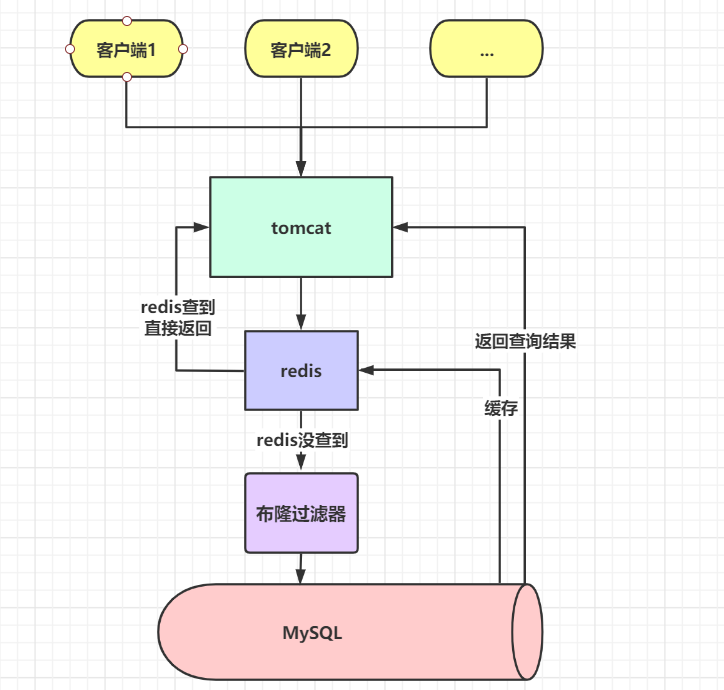 客户端1
客户端2
...
tomcat
redis查到
直接返回
返回查询结果
redis
缓存
redis没查到
布隆过滤器
MySQL